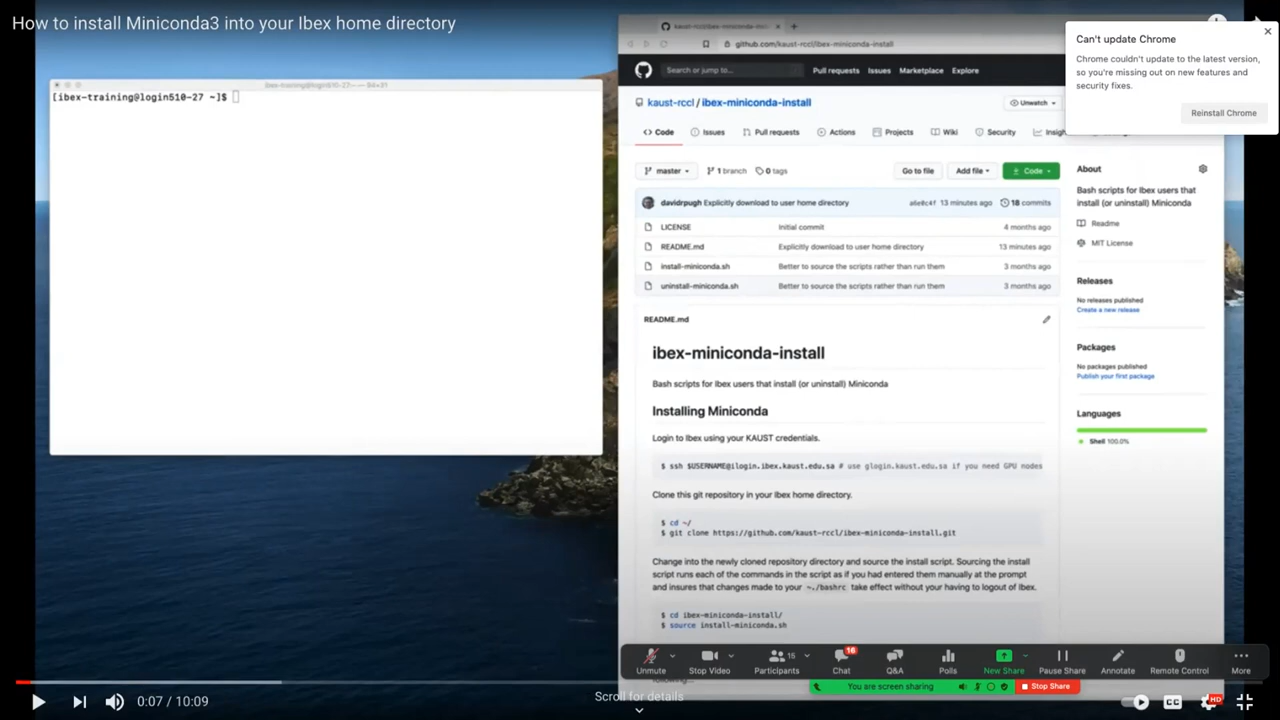 How to install Miniconda3 into your Ibex home directory
[ibex-training@login510-27 ~]$
github.com/kaust-rccl/ibex-miniconda-install
Can't update Chrome
Chrome couldn't update to the latest version,
so you're missing out on new features and
security fixes.
Reinstall Chrome
Search or jump to...
Pull requests Issues Marketplace Explore
kaust-rccl / ibex-miniconda-install
Unwatch
Code Issues Pull requests Actions Projects Wiki Security
master 1 branch 0 tags Go to file Add file Code
davidrpugh Explicitly download to user home directory a6e8c4f 13 minutes ago 18 commits
LICENSE Initial commit 4 months ago
README.md Explicitly download to user home directory 13 minutes ago
install-miniconda.sh Better to source the scripts rather than run them 3 months ago
uninstall-miniconda.sh Better to source the scripts rather than run them 3 months ago
README.md
ibex-miniconda-install
Bash scripts for Ibex users that install (or uninstall) Miniconda
Installing Miniconda
Login to Ibex using your KAUST credentials.
$ ssh $USERNAME@ilogin.ibex.kaust.edu.sa # use glogin.kaust.edu.sa if you need GPU nodes
Clone this git repository in your Ibex home directory.
$ cd ~/
$ git clone https://github.com/kaust-rccl/ibex-miniconda-install.git
Change into the newly cloned repository directory and source the install script. Sourcing the install
script runs each of the commands in the script as if you had entered them manually at the prompt
and insures that changes made to your ~./bashrc take effect without your having to logout of Ibex.
$ cd ibex-miniconda-install/
$ source install-miniconda.sh
About
Bash scripts for Ibex users that
install (or uninstall) Miniconda
Readme
MIT License
Releases
No releases published
Create a new release
Packages
No packages published
Publish your first package
Languages
Shell 100.0%
Unmute Stop Video Participants 15 Chat 16 Q&A Polls New Share Pause Share Annotate Remote Control More
You are screen sharing Stop Share
0:07 / 10:09
Scroll for details
CC HD